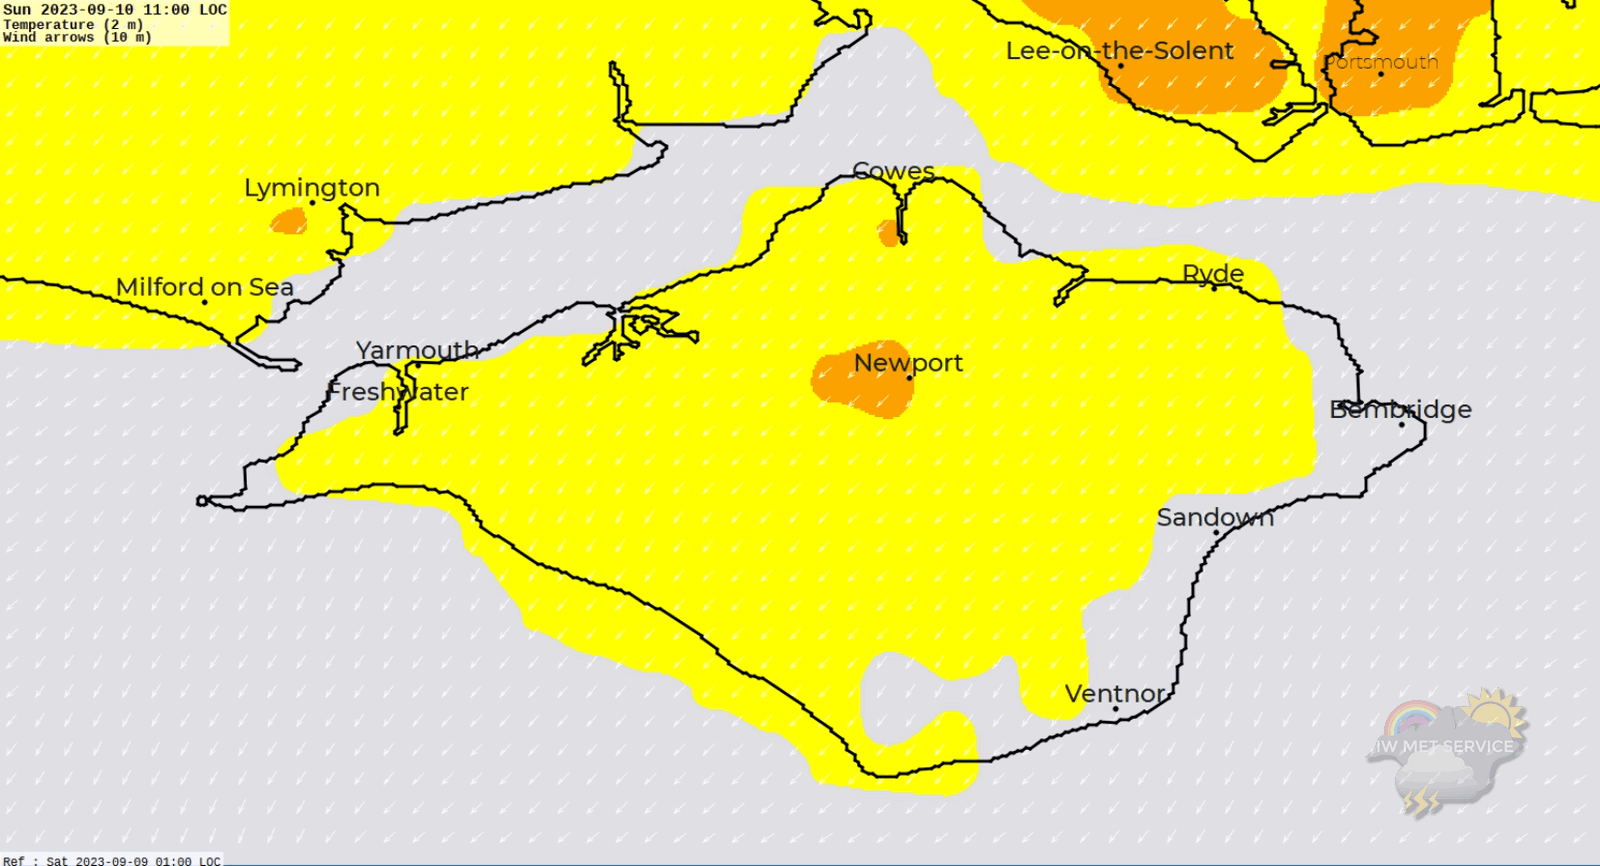 Sun 2023-09-10 11:00 LOC
Temperature (2 m)
Wind arrows (10 m)
Lee-on-the-Solent
Portsmouth
Cowes
Lymington
Ryde
Milford on Sea
Yarmouth
Newport
Freshwater
Bembridge
Sandown
Ventnor
IW MET SERVICE
Ref : Sat 2023-09-09 01:00 LOC